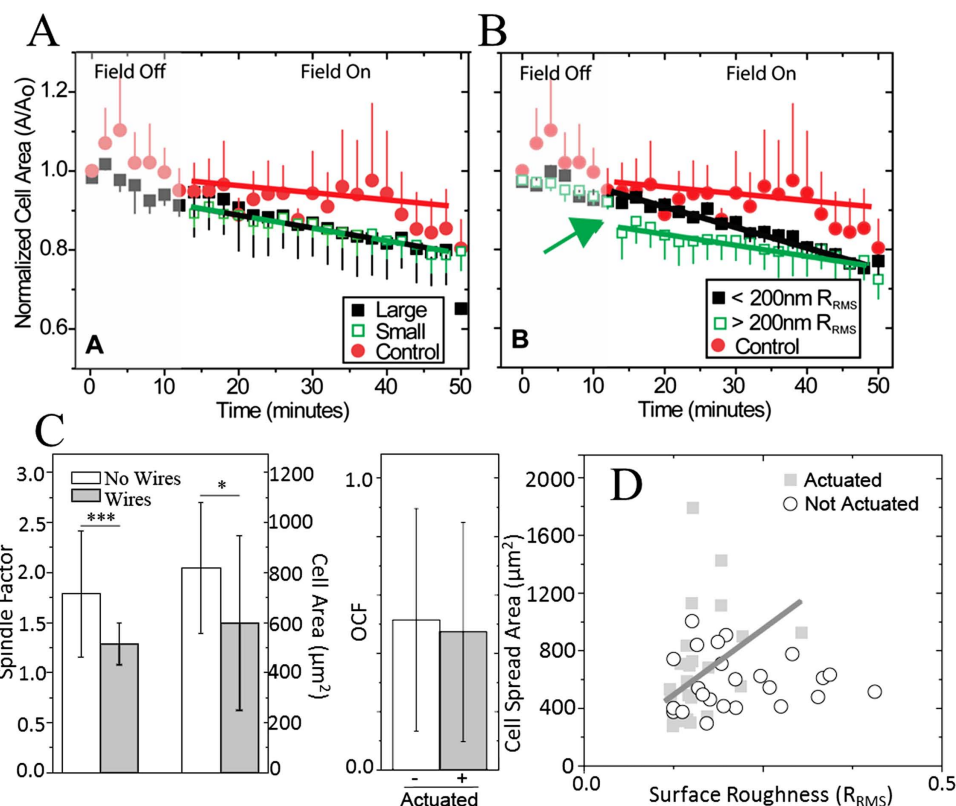 A
B
Normalized Cell Area (A/Ao)
Field Off
Field On
1.2
1.0
0.8
0.6
Large
Small
Control
A
0
10
20
30
40
50
Time (minutes)
Field Off
Field On
< 200nm RRMS
> 200nm RRMS
Control
B
0
10
20
30
40
50
Time (minutes)
C
Spindle Factor
3.0
2.5
2.0
1.5
1.0
0.5
0.0
No Wires
Wires
***
*
1200
1000
800
600
400
200
0
Cell Area (µm²)
OCF
1.0
0.0
-
+
Actuated
D
Cell Spread Area (µm²)
2000
1600
1200
800
400
0
Actuated
Not Actuated
0.0
0.5
Surface Roughness (RRMS)